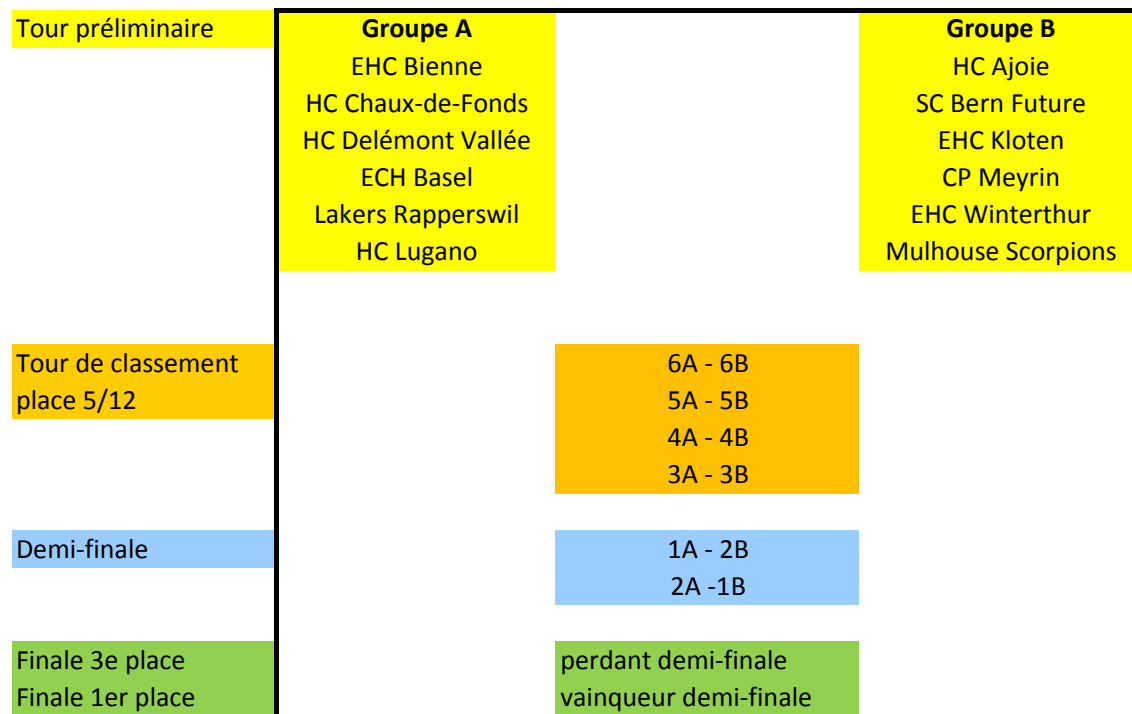 Tour préliminaire Groupe A Groupe B
EHC Bienne HC Ajoie
HC Chaux-de-Fonds SC Bern Future
HC Delémont Vallée EHC Kloten
ECH Basel CP Meyrin
Lakers Rapperswil EHC Winterthur
HC Lugano Mulhouse Scorpions
Tour de classement 6A - 6B
place 5/12 5A - 5B
4A - 4B
3A - 3B
Demi-finale 1A - 2B
2A -1B
Finale 3e place perdant demi-finale
Finale 1er place vainqueur demi-finale